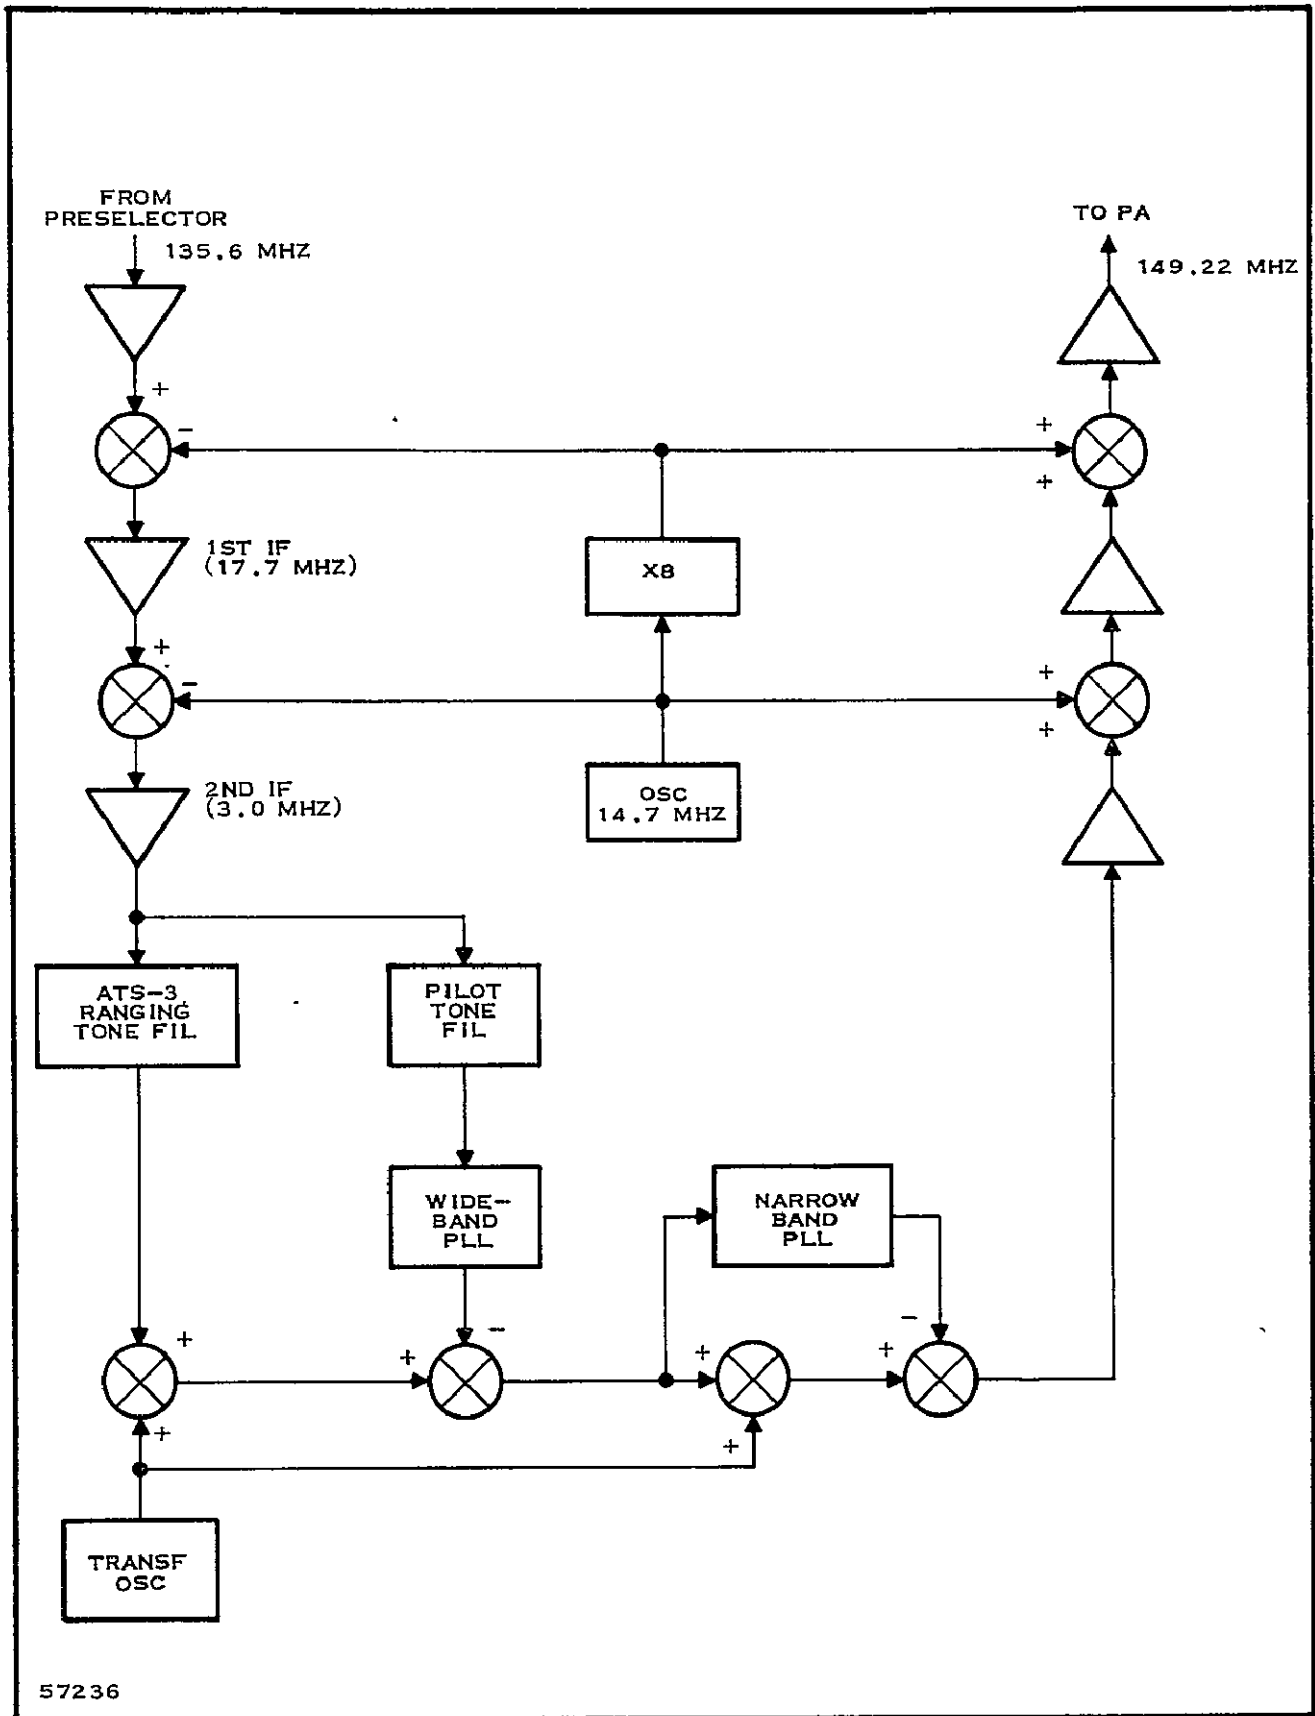 FROM
PRESELECTOR
135.6 MHZ
TO PA
149.22 MHZ
+
-
+
+
1ST IF
(17.7 MHZ)
X8
+
-
+
+
2ND IF
(3.0 MHZ)
OSC
14.7 MHZ
ATS-3
RANGING
TONE FIL
PILOT
TONE
FIL
WIDE-
BAND
PLL
NARROW
BAND
PLL
+
+
+
-
+
+
+
-
TRANSF
OSC
57236